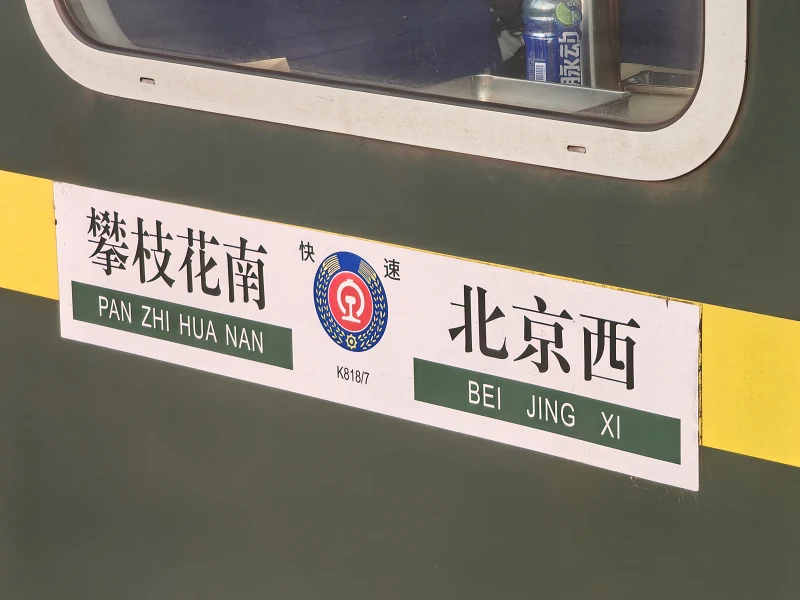 脉动
攀枝花南
PAN ZHI HUA NAN
快 速
K818/7
北京西
BEI JING XI